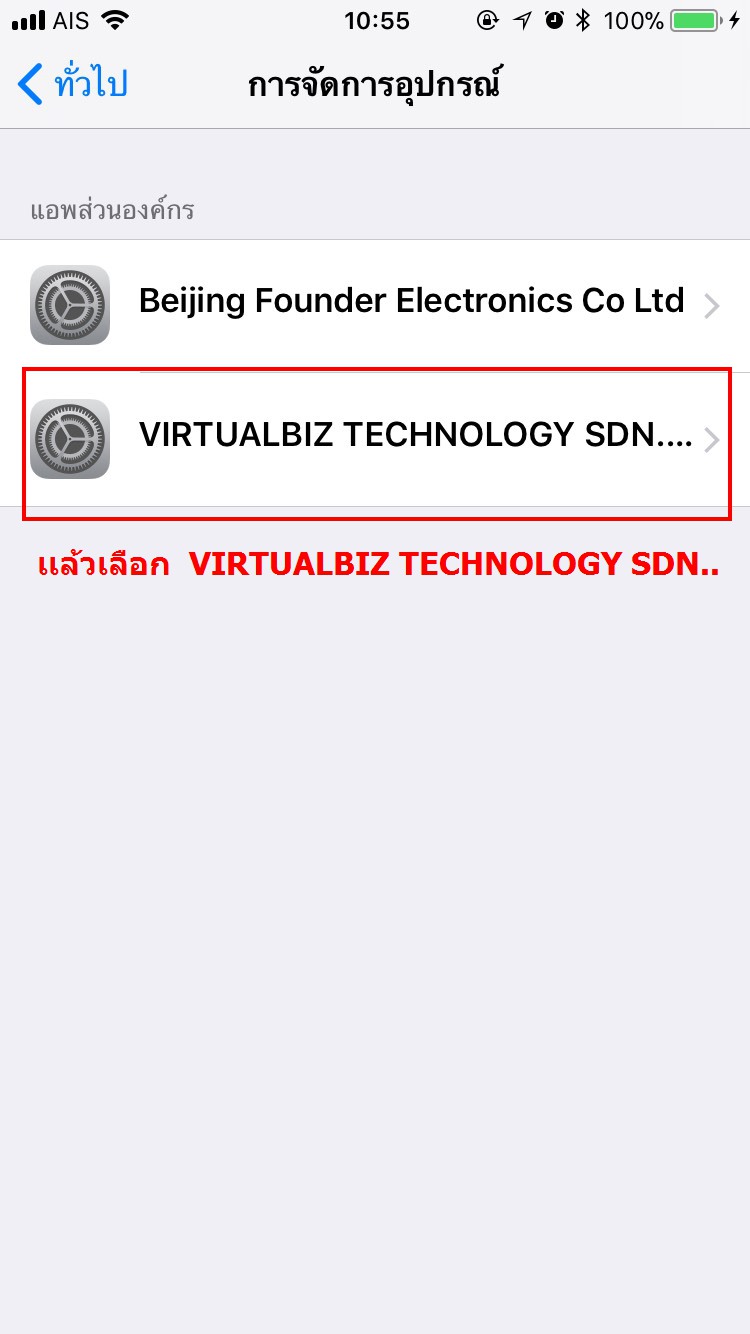 AIS 10:55 100%
ทั่วไป การจัดการอุปกรณ์
แอพส่วนองค์กร
Beijing Founder Electronics Co Ltd
VIRTUALBIZ TECHNOLOGY SDN....
แล้วเลือก VIRTUALBIZ TECHNOLOGY SDN..